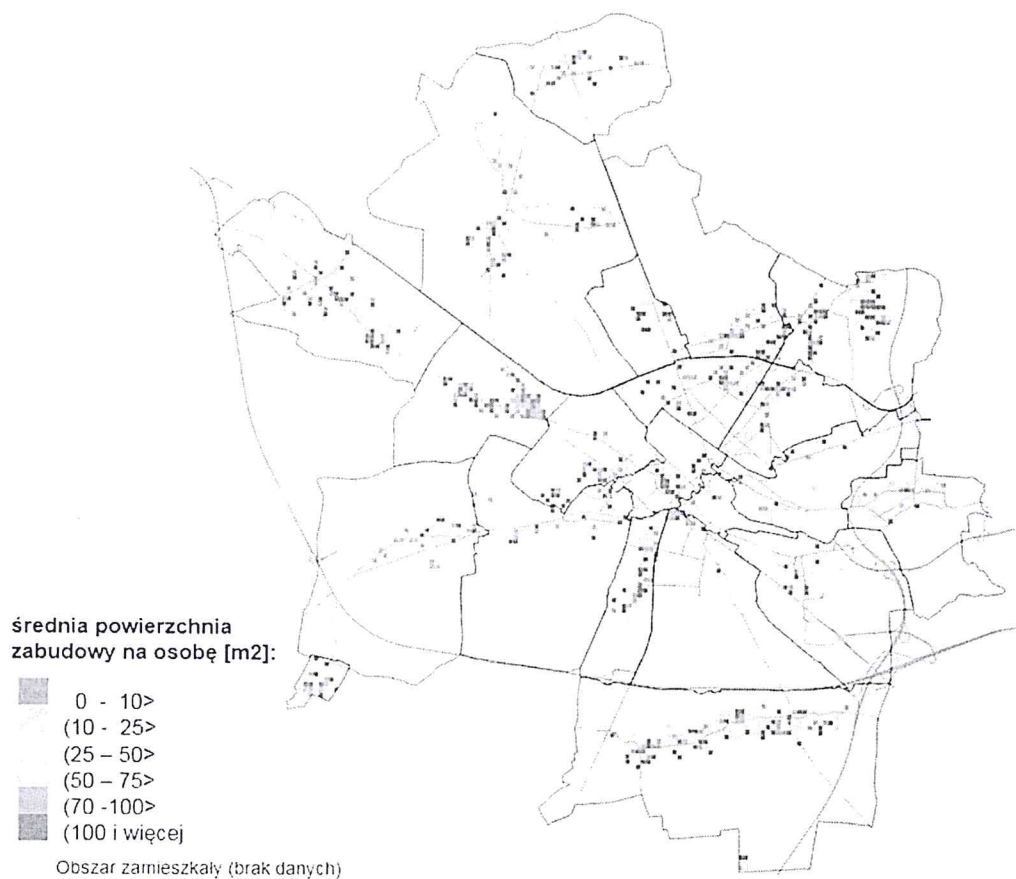 średnia powierzchnia
zabudowy na osobę [m2]:
0 - 10>
(10 - 25>
(25 – 50>
(50 – 75>
(70 -100>
(100 i więcej
Obszar zamieszkały (brak danych)